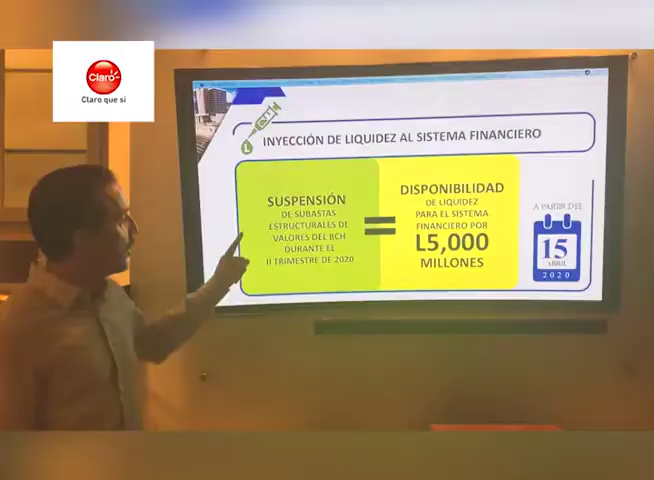 Claro
Claro que sí
INYECCIÓN DE LIQUIDEZ AL SISTEMA FINANCIERO
SUSPENSIÓN
DE SUBASTAS
ESTRUCTURALES DE
VALORES DEL BCH
DURANTE EL
II TRIMESTRE DE 2020
=
DISPONIBILIDAD
DE LIQUIDEZ
PARA EL SISTEMA
FINANCIERO POR
L5,000
MILLONES
A PARTIR DEL
15
ABRIL
2020